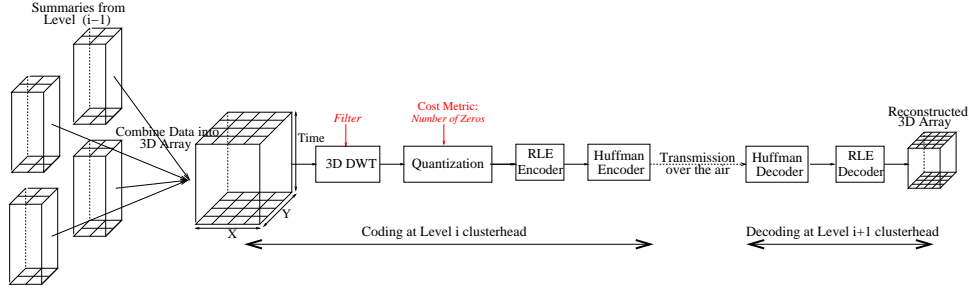 Summaries from
Level (i−1)
Combine Data into
3D Array
Time
X
Y
Filter
3D DWT
Cost Metric:
Number of Zeros
Quantization
RLE
Encoder
Huffman
Encoder
Transmission
over the air
Huffman
Decoder
RLE
Decoder
Reconstructed
3D Array
Coding at Level i clusterhead
Decoding at Level i+1 clusterhead